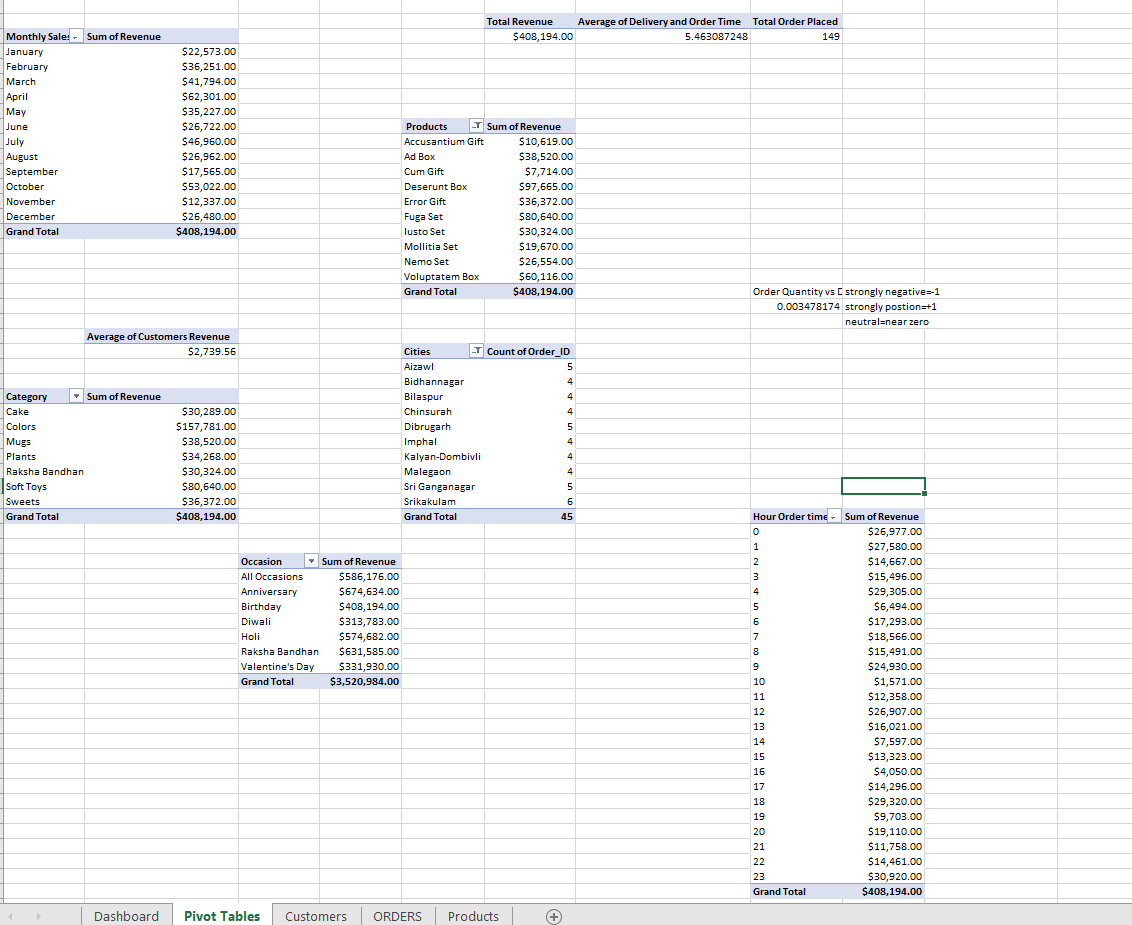 Total Revenue Average of Delivery and Order Time Total Order Placed
$408,194.00 5.463087248 149
Monthly Sales Sum of Revenue
January $22,573.00
February $36,251.00
March $41,794.00
April $62,301.00
May $35,227.00
June $26,722.00
July $46,960.00
August $26,962.00
September $17,565.00
October $53,022.00
November $12,337.00
December $26,480.00
Grand Total $408,194.00
Products Sum of Revenue
Accusantium Gift $10,619.00
Ad Box $38,520.00
Cum Gift $7,714.00
Deserunt Box $97,665.00
Error Gift $36,372.00
Fuga Set $80,640.00
Iusto Set $30,324.00
Mollitia Set $19,670.00
Nemo Set $26,554.00
Voluptatem Box $60,116.00
Grand Total $408,194.00
Order Quantity vs D strongly negative=-1
0.003478174 strongly postion=+1
neutral=near zero
Average of Customers Revenue
$2,739.56
Cities Count of Order_ID
Aizawl 5
Bidhannagar 4
Bilaspur 4
Chinsurah 4
Dibrugarh 5
Imphal 4
Kalyan-Dombivli 4
Malegaon 4
Sri Ganganagar 5
Srikakulam 6
Grand Total 45
Category Sum of Revenue
Cake $30,289.00
Colors $157,781.00
Mugs $38,520.00
Plants $34,268.00
Raksha Bandhan $30,324.00
Soft Toys $80,640.00
Sweets $36,372.00
Grand Total $408,194.00
Occasion Sum of Revenue
All Occasions $586,176.00
Anniversary $674,634.00
Birthday $408,194.00
Diwali $313,783.00
Holi $574,682.00
Raksha Bandhan $631,585.00
Valentine's Day $331,930.00
Grand Total $3,520,984.00
Hour Order time Sum of Revenue
0 $26,977.00
1 $27,580.00
2 $14,667.00
3 $15,496.00
4 $29,305.00
5 $6,494.00
6 $17,293.00
7 $18,566.00
8 $15,491.00
9 $24,930.00
10 $1,571.00
11 $12,358.00
12 $26,907.00
13 $16,021.00
14 $7,597.00
15 $13,323.00
16 $4,050.00
17 $14,296.00
18 $29,320.00
19 $9,703.00
20 $19,110.00
21 $11,758.00
22 $14,461.00
23 $30,920.00
Grand Total $408,194.00
Dashboard Pivot Tables Customers ORDERS Products